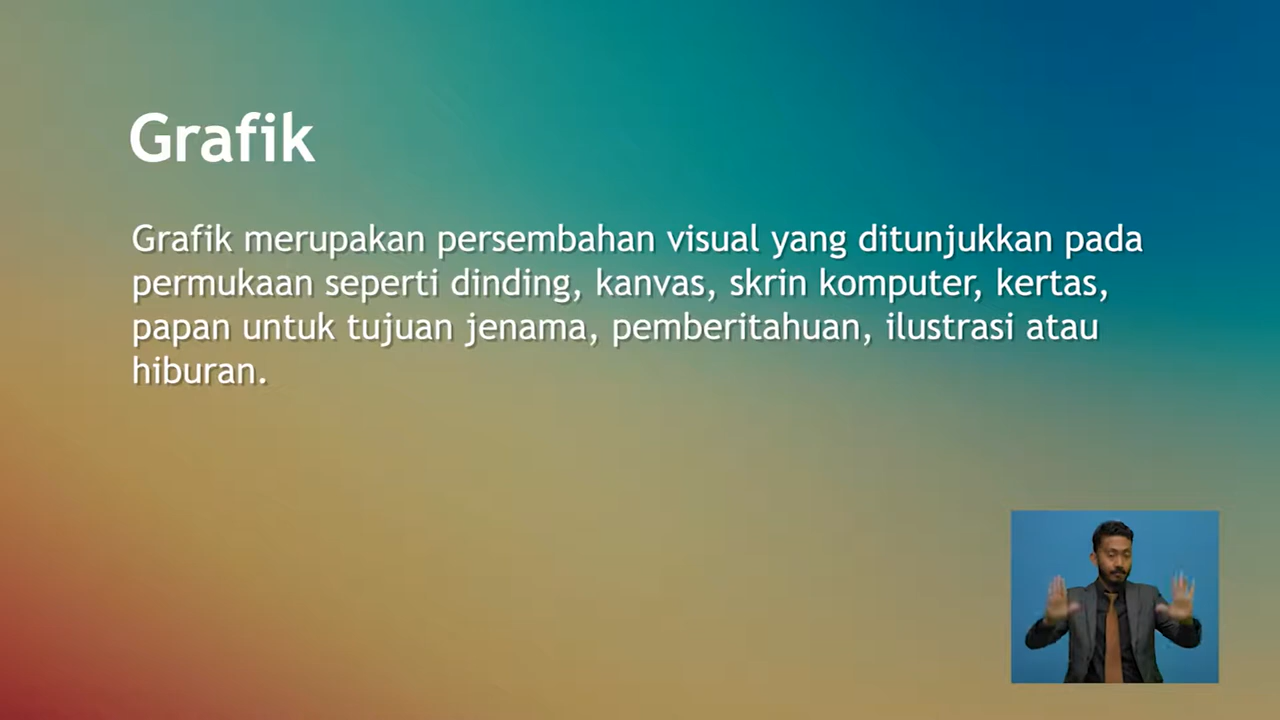 Grafik
Grafik merupakan persembahan visual yang ditunjukkan pada
permukaan seperti dinding, kanvas, skrin komputer, kertas,
papan untuk tujuan jenama, pemberitahuan, ilustrasi atau
hiburan.